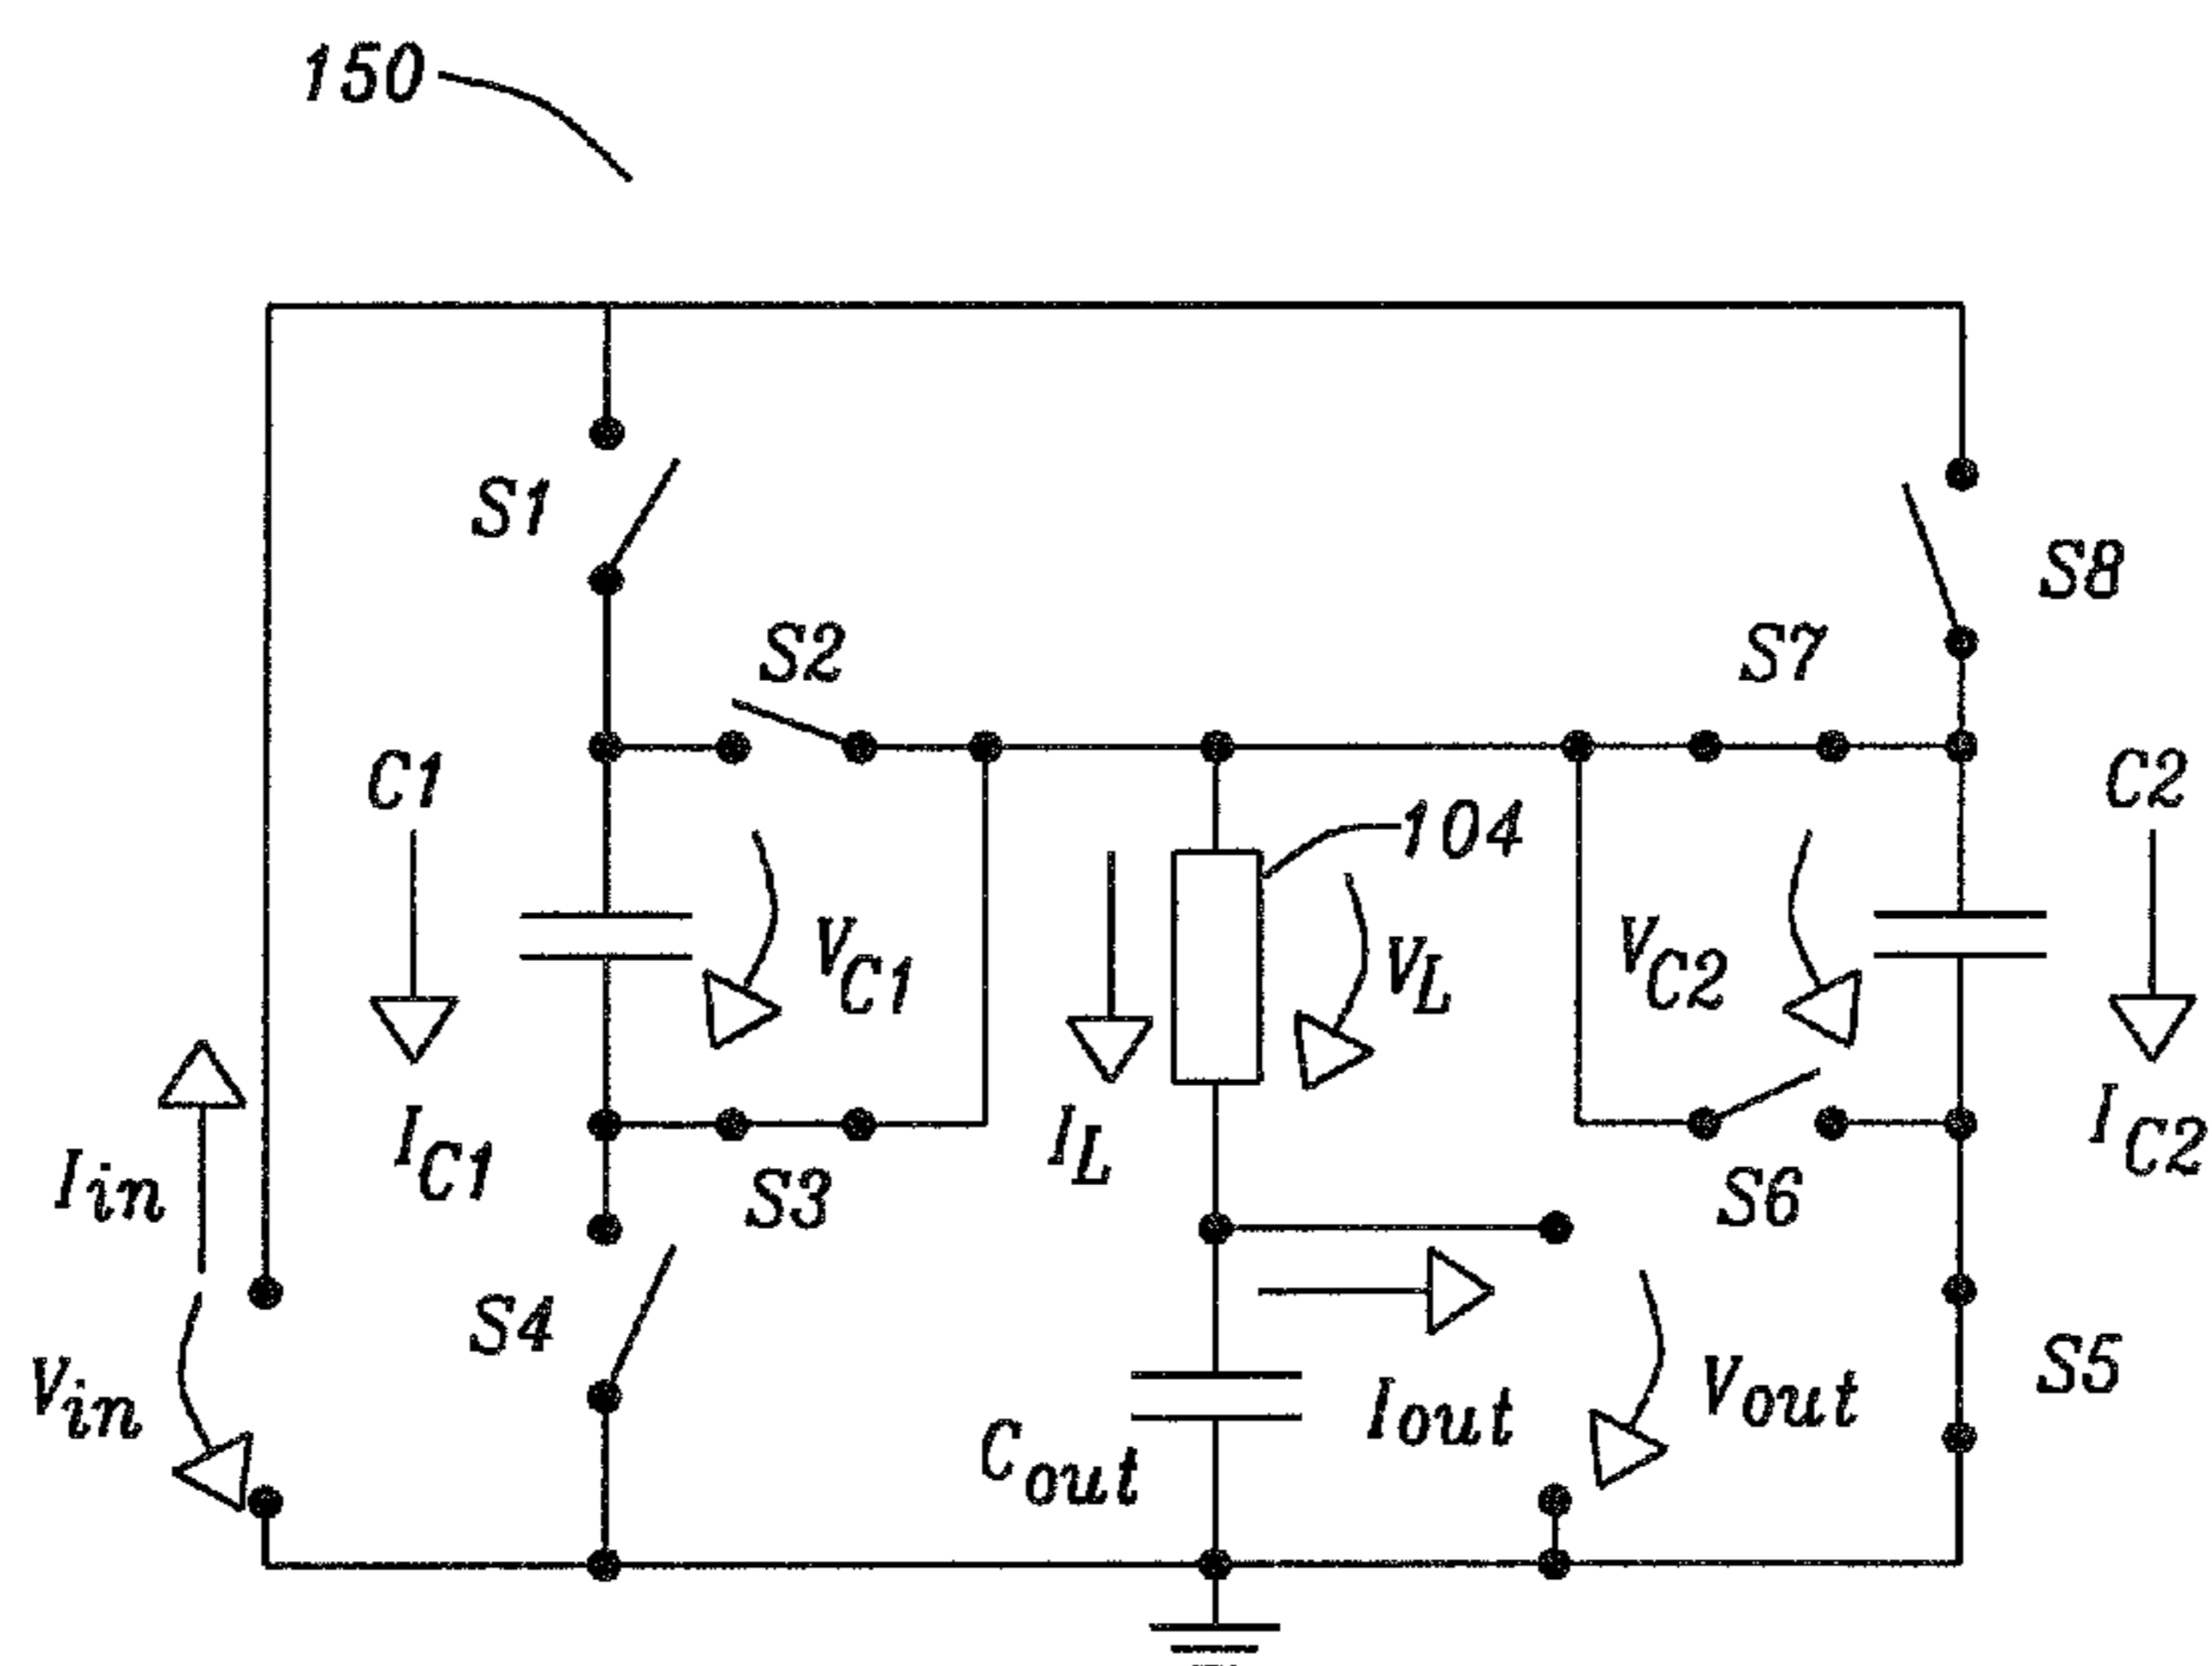 150
S1
S8
S2
S7
C1
C2
104
VC1
VL
VC2
IC1
IL
IC2
Iin
S3
S6
S4
Vin
Cout
Iout
Vout
S5